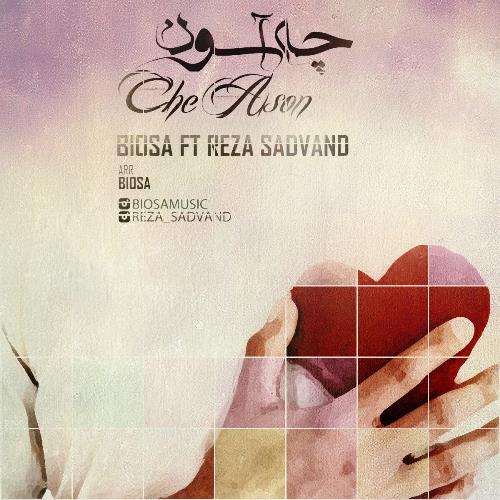 چه آسون
Che Ason
BIOSA FT REZA SADVAND
ARR
BIOSA
BIOSAMUSIC
REZA_SADVAND